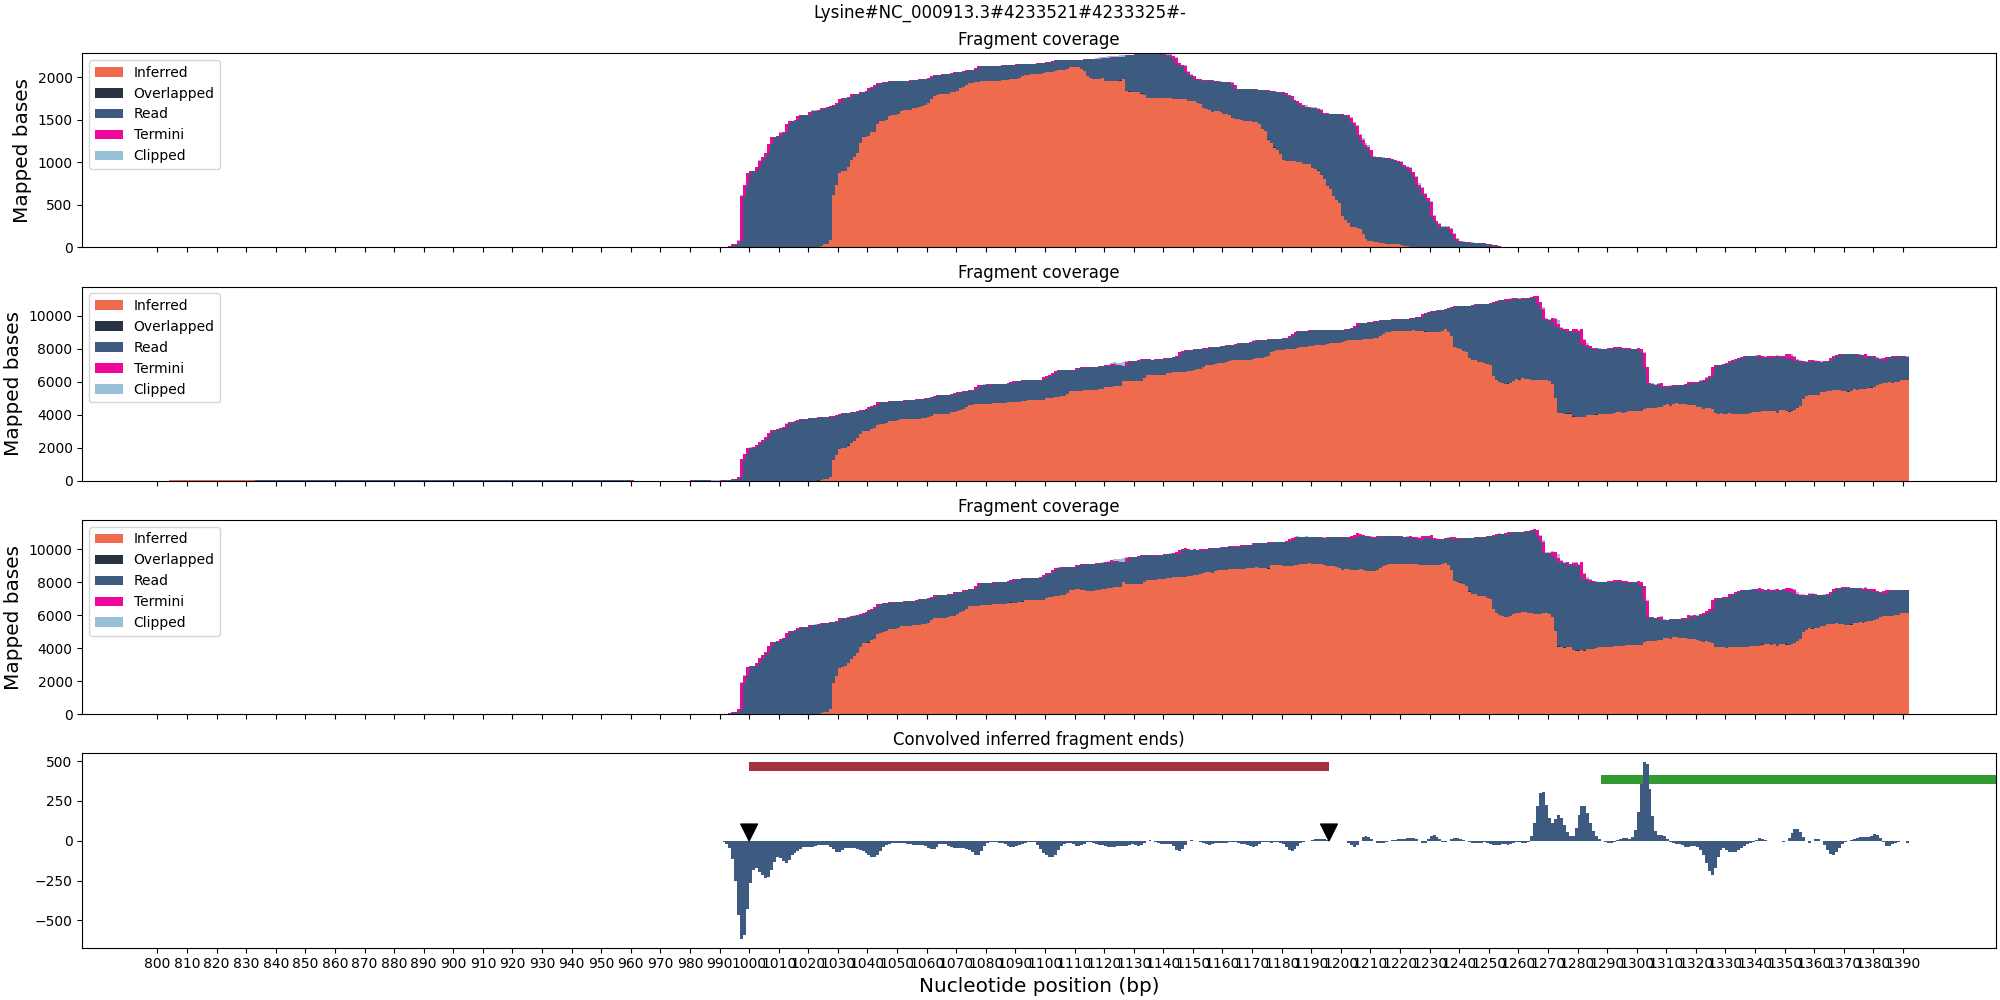 Lysine#NC_000913.3#4233521#4233325#-
Fragment coverage
Mapped bases
2000
1500
1000
500
0
Inferred
Overlapped
Read
Termini
Clipped
Fragment coverage
Mapped bases
10000
8000
6000
4000
2000
0
Inferred
Overlapped
Read
Termini
Clipped
Fragment coverage
Mapped bases
10000
8000
6000
4000
2000
0
Inferred
Overlapped
Read
Termini
Clipped
Convolved inferred fragment ends)
500
250
0
−250
−500
800 810 820 830 840 850 860 870 880 890 900 910 920 930 940 950 960 970 980 990 1000 1010 1020 1030 1040 1050 1060 1070 1080 1090 1100 1110 1120 1130 1140 1150 1160 1170 1180 1190 1200 1210 1220 1230 1240 1250 1260 1270 1280 1290 1300 1310 1320 1330 1340 1350 1360 1370 1380 1390
Nucleotide position (bp)